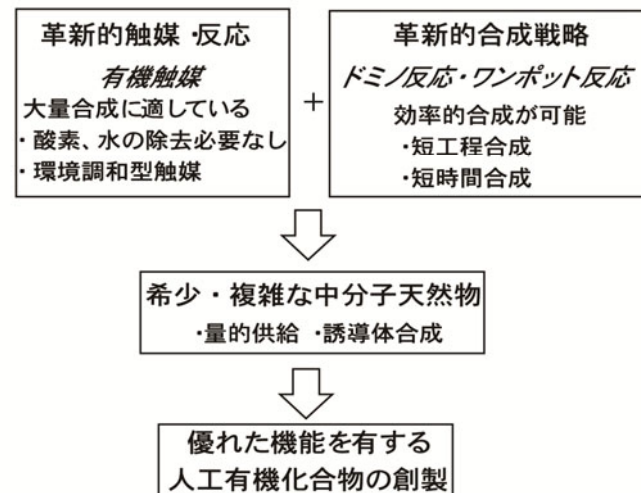 革新的触媒・反応
有機触媒
大量合成に適している
・酸素、水の除去必要なし
・環境調和型触媒
+
革新的合成戦略
ドミノ反応・ワンポット反応
効率的合成が可能
・短工程合成
・短時間合成
希少・複雑な中分子天然物
・量的供給 ・誘導体合成
優れた機能を有する
人工有機化合物の創製